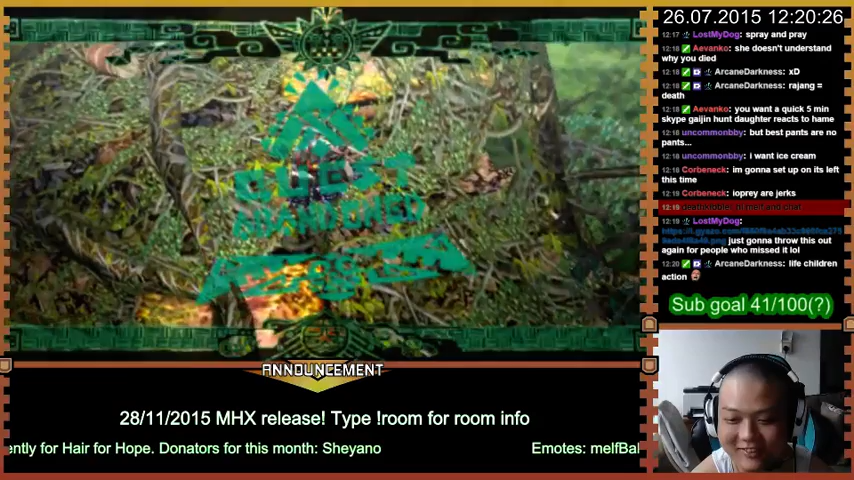 26.07.2015 12:20:26
12:17 LostMyDog: spray and pray
12:18 Aevanko: she doesn't understand
why you died
12:18 ArcaneDarkness: xD
12:18 ArcaneDarkness: rajang =
death
12:18 Aevanko: you want a quick 5 min
skype gaijin hunt daughter reacts to hame
12:18 uncommonbby: but best pants are no
pants...
12:18 uncommonbby: i want ice cream
12:18 Corbeneck: im gonna set up on its left
this time
12:19 Corbeneck: ioprey are jerks
12:19
12:19 LostMyDog:
just gonna throw this out
again for people who missed it lol
12:20 ArcaneDarkness: life children
action
Sub goal 41/100(?)
QUEST
ABANDONED
ANNOUNCEMENT
28/11/2015 MHX release! Type !room for room info
ently for Hair for Hope. Donators for this month: Sheyano
Emotes: melfBal